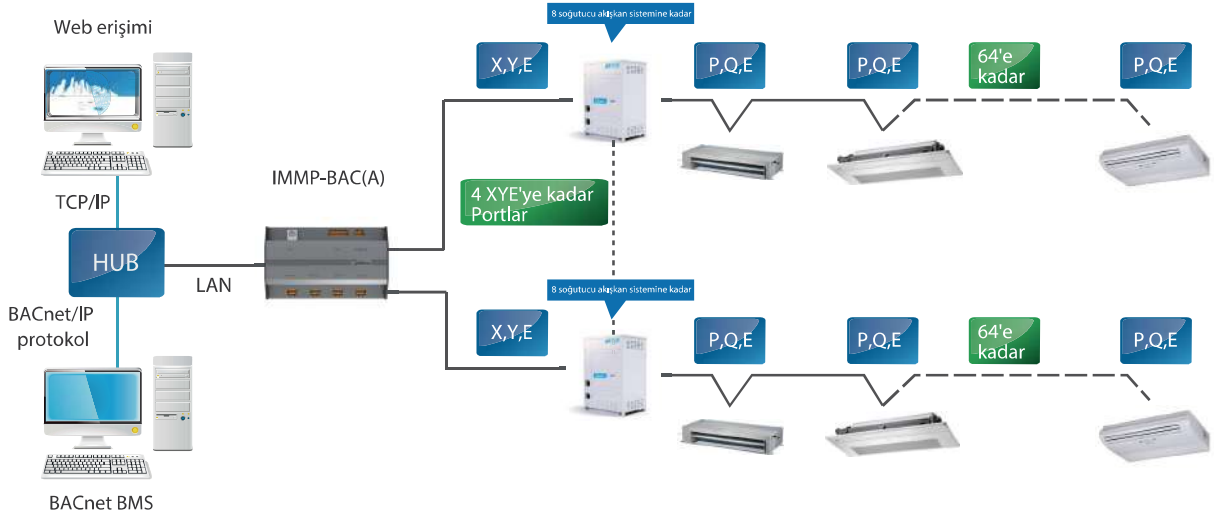 Web erişimi
TCP/IP
HUB
BACnet/IP
protokol
BACnet BMS
LAN
IMMP-BAC(A)
4 XYE'ye kadar
Portlar
8 soğutucu akışkan sistemine kadar
X,Y,E
P,Q,E
P,Q,E
64'e
kadar
P,Q,E
8 soğutucu akışkan sistemine kadar
X,Y,E
P,Q,E
P,Q,E
64'e
kadar
P,Q,E